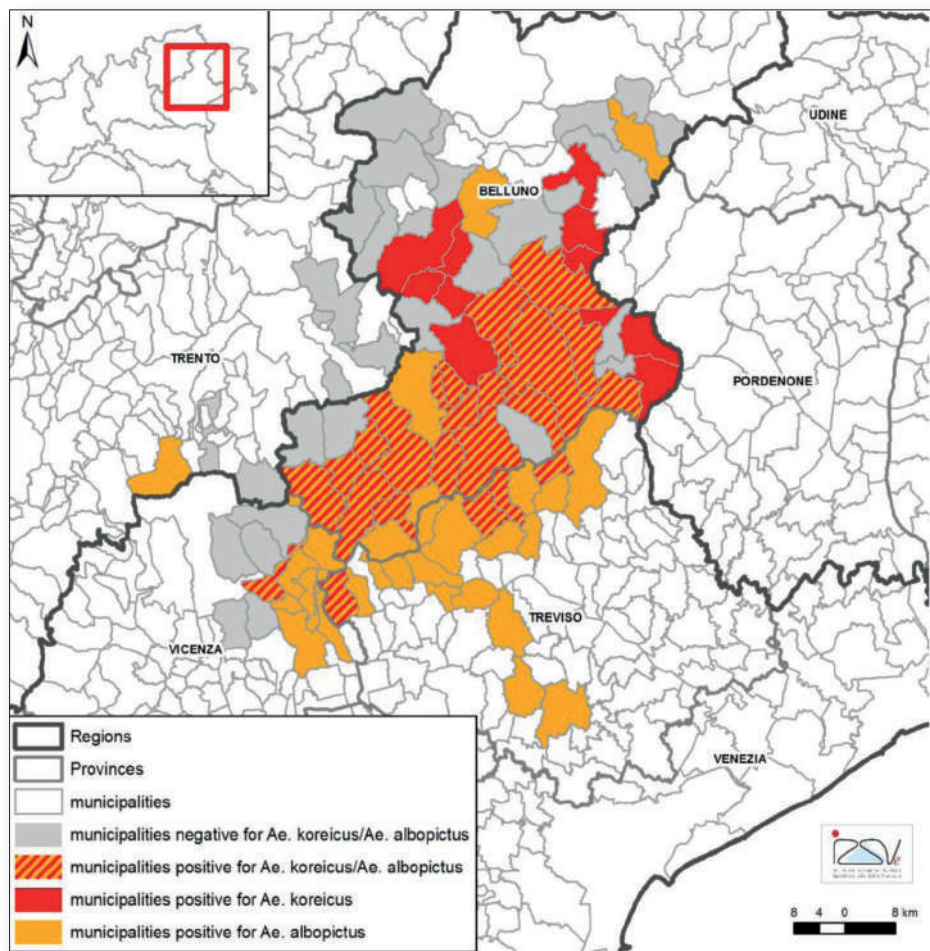 N
UDINE
BELLUNO
TRENTO
PORDENONE
TREVISO
VICENZA
VENEZIA
Regions
Provinces
municipalities
municipalities negative for Ae. koreicus/Ae. albopictus
municipalities positive for Ae. koreicus/Ae. albopictus
municipalities positive for Ae. koreicus
municipalities positive for Ae. albopictus
8 4 0 8 km